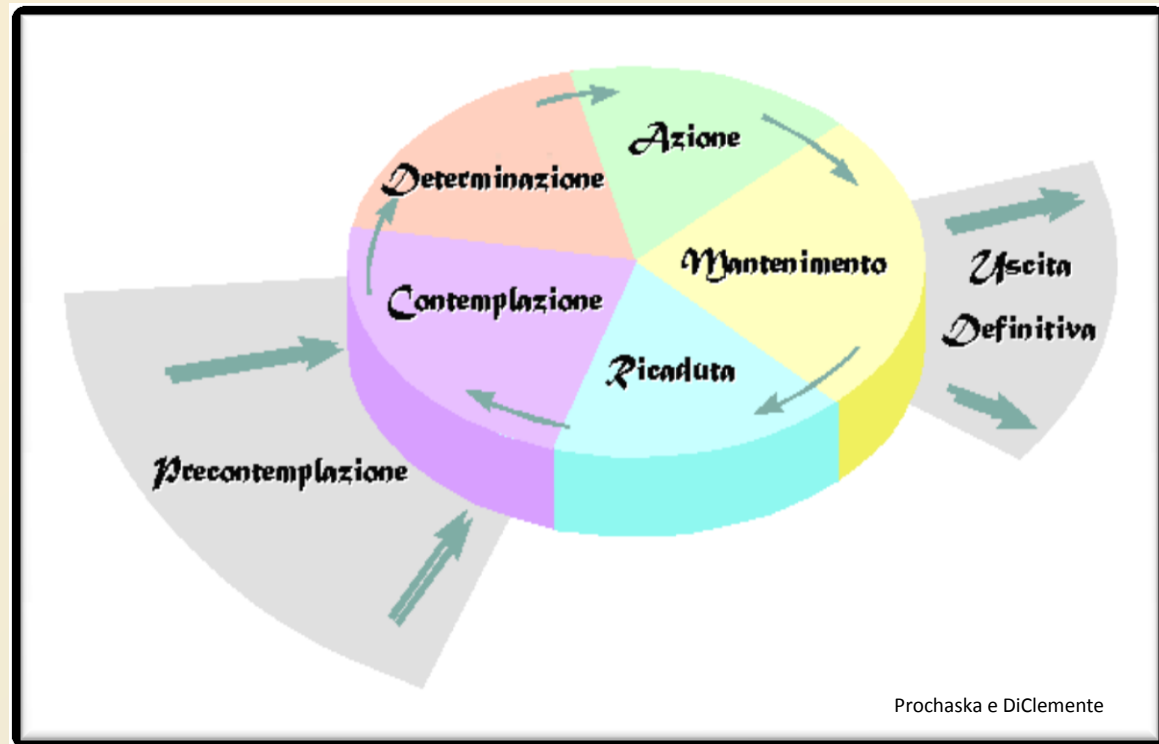 Azione
Determinazione
Mantenimento
Uscita
Definitiva
Contemplazione
Ricaduta
Precontemplazione
Prochaska e DiClemente